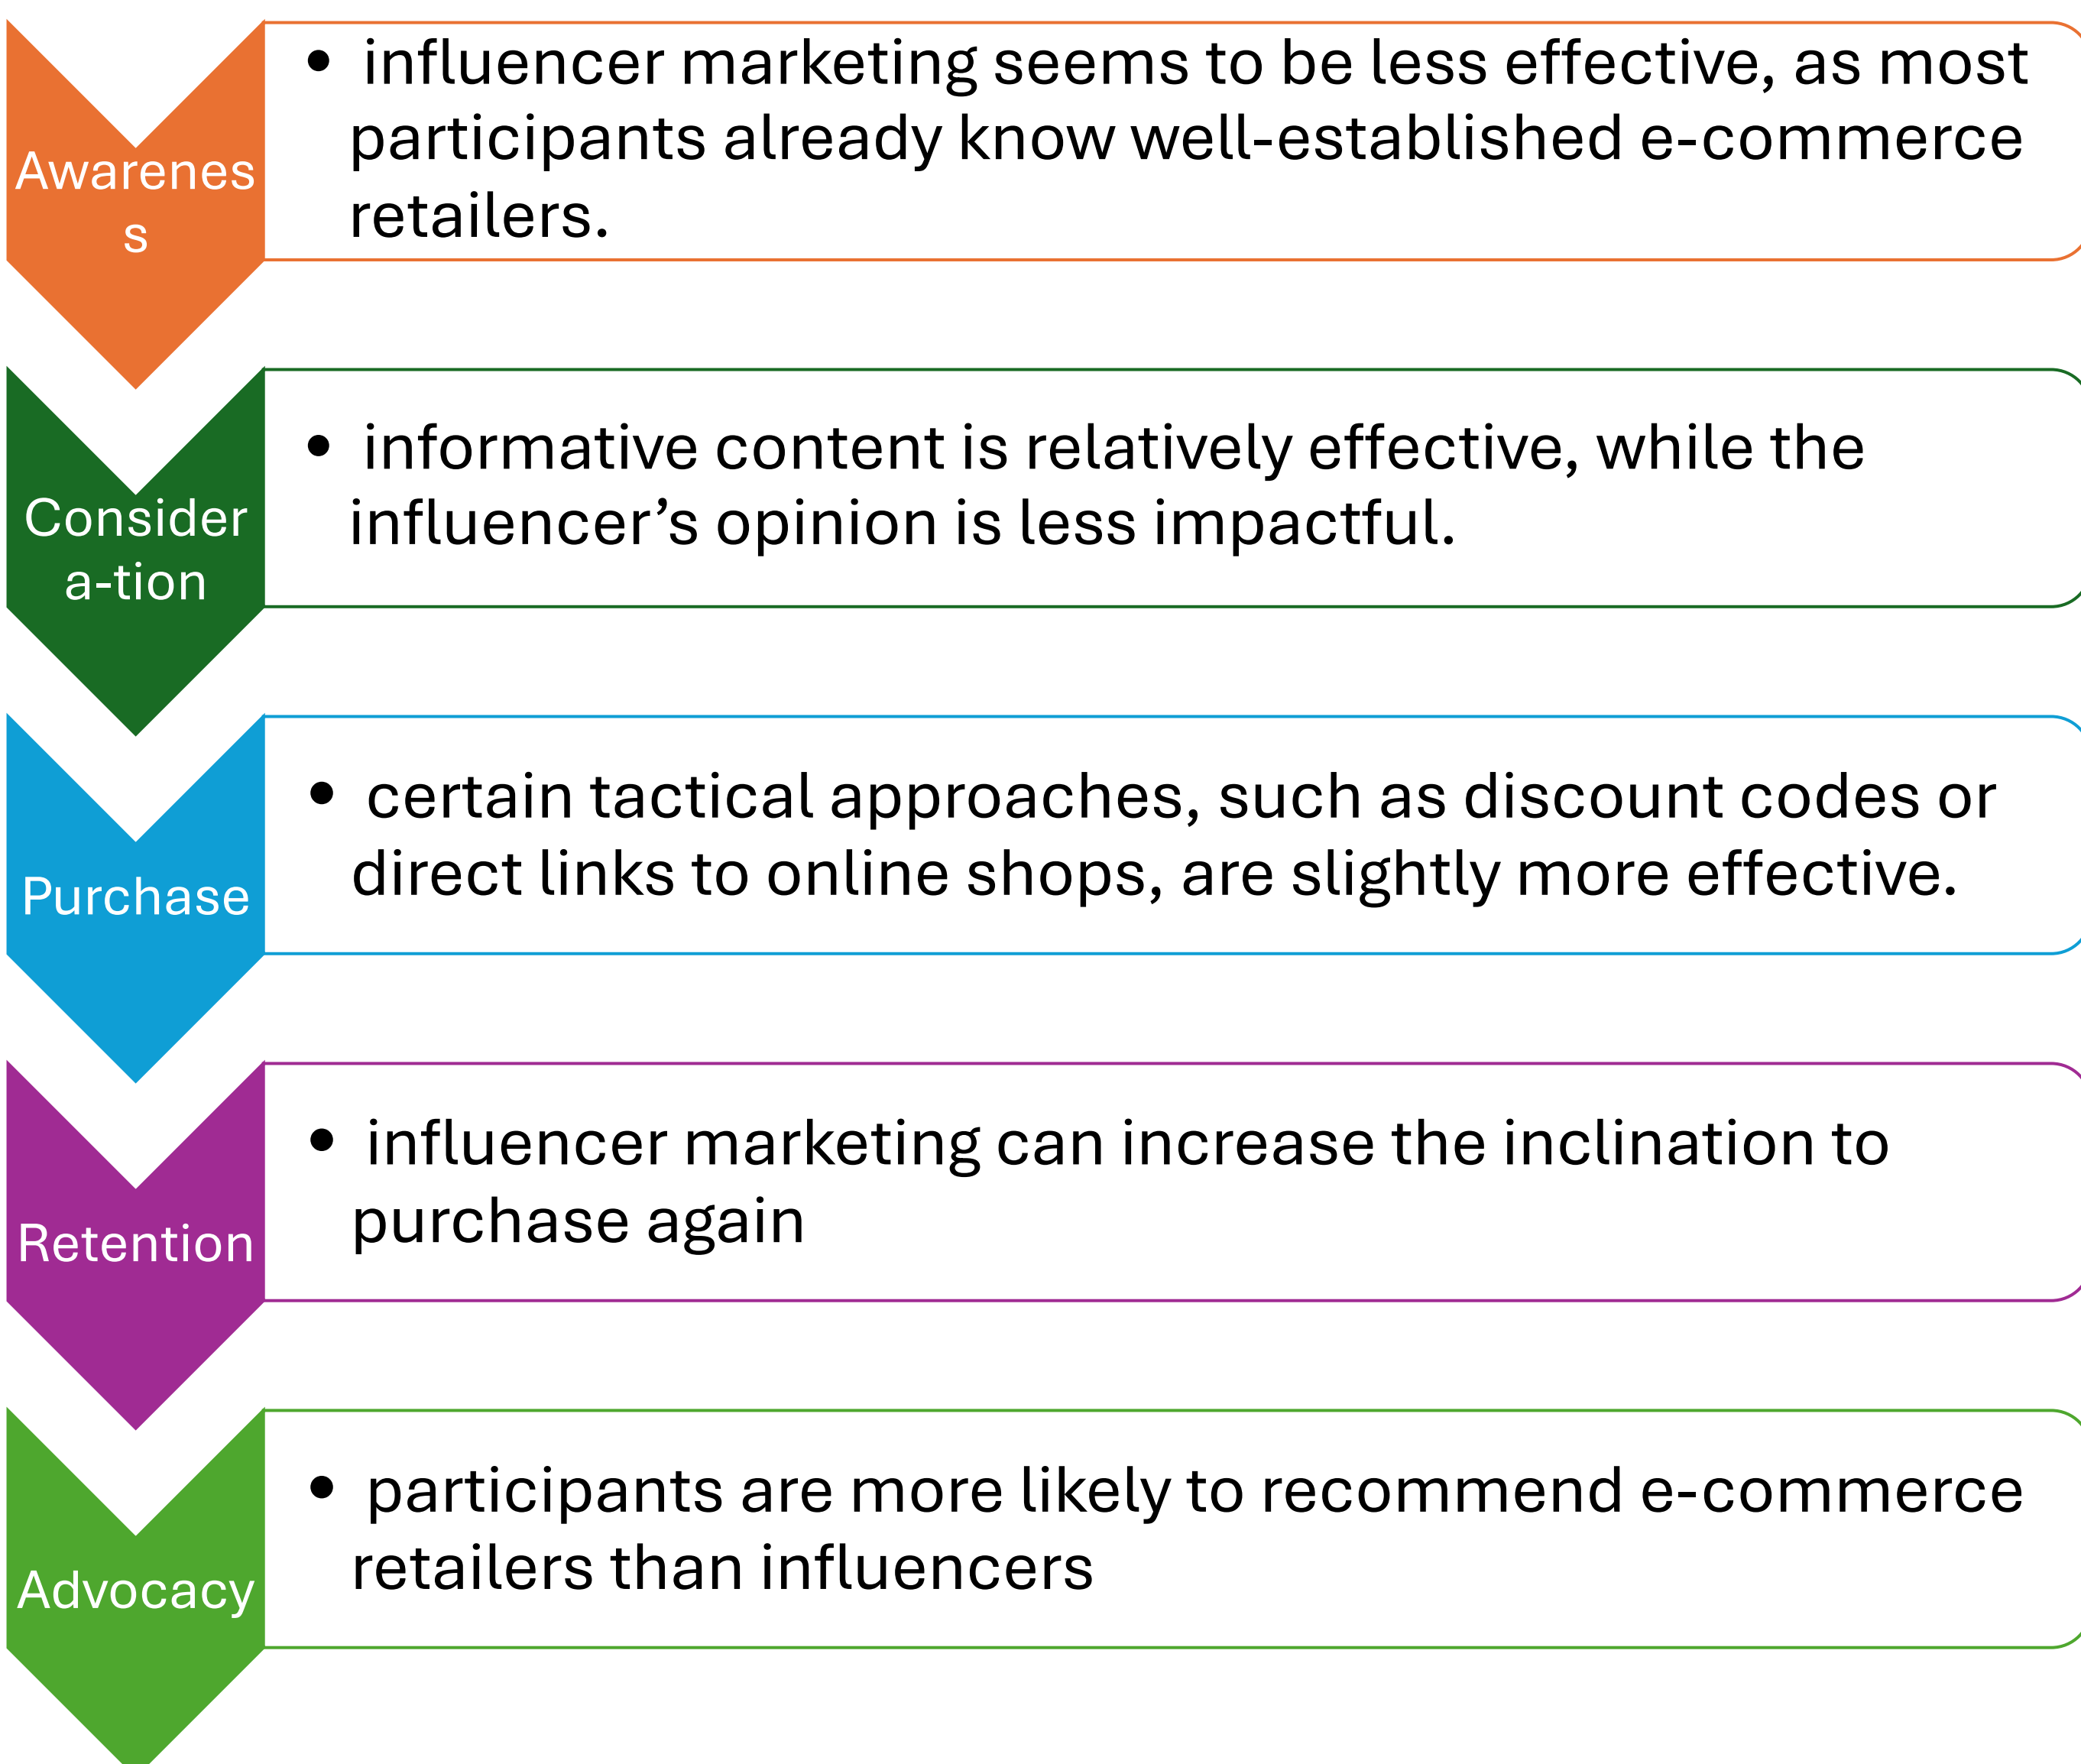 • influencer marketing seems to be less effective, as most
participants already know well-established e-commerce
retailers.
Awarenes
s
• informative content is relatively effective, while the
influencer’s opinion is less impactful.
Consider
a-tion
• certain tactical approaches, such as discount codes or
direct links to online shops, are slightly more effective.
Purchase
• influencer marketing can increase the inclination to
purchase again
Retention
• participants are more likely to recommend e-commerce
retailers than influencers
Advocacy